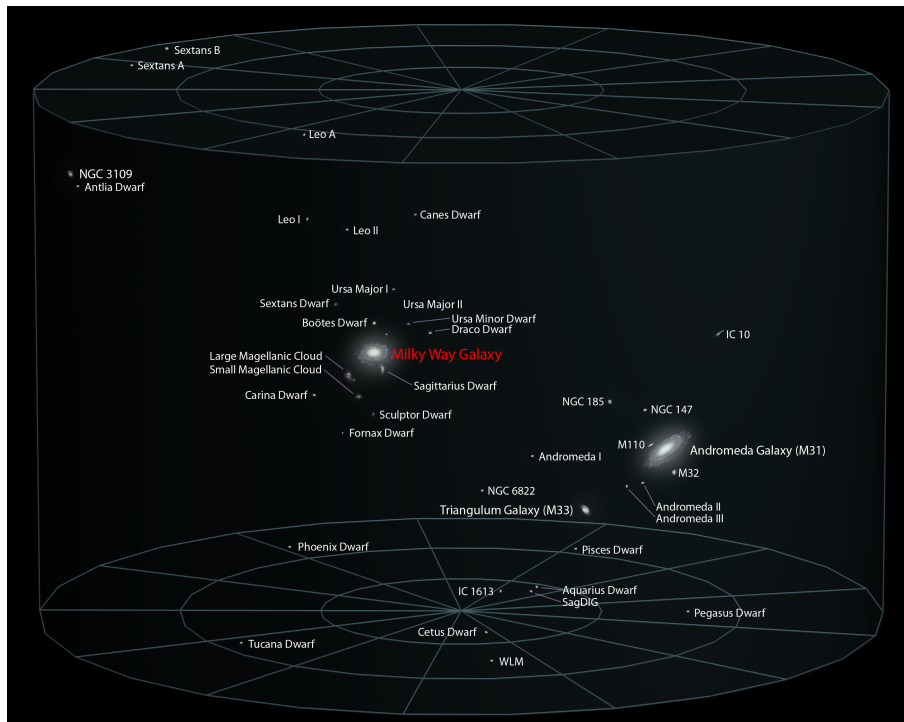 Sextans B
Sextans A
Leo A
NGC 3109
Antlia Dwarf
Leo I
Canes Dwarf
Leo II
Ursa Major I
Sextans Dwarf
Ursa Major II
Boötes Dwarf
Ursa Minor Dwarf
Draco Dwarf
IC 10
Large Magellanic Cloud
Milky Way Galaxy
Small Magellanic Cloud
Sagittarius Dwarf
Carina Dwarf
NGC 185
NGC 147
Sculptor Dwarf
Fornax Dwarf
M110
Andromeda Galaxy (M31)
Andromeda I
M32
NGC 6822
Andromeda II
Triangulum Galaxy (M33)
Andromeda III
Phoenix Dwarf
Pisces Dwarf
IC 1613
Aquarius Dwarf
SagDIG
Pegasus Dwarf
Cetus Dwarf
Tucana Dwarf
WLM